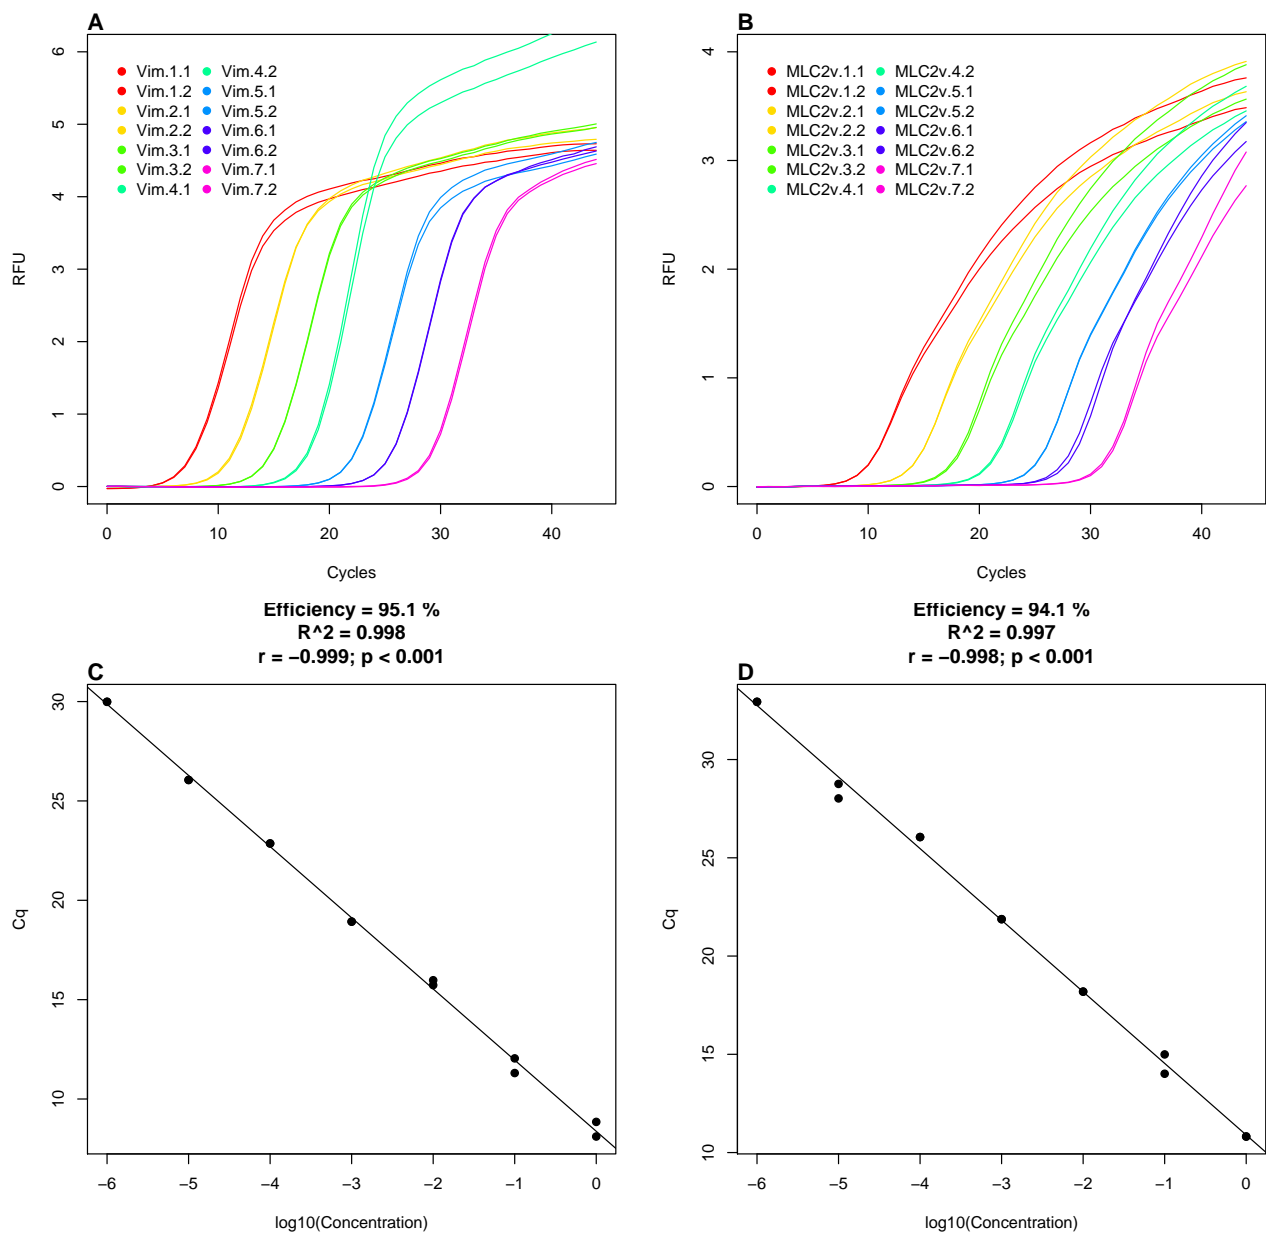 A
RFU
6
5
4
3
2
1
0
Vim.1.1
Vim.1.2
Vim.2.1
Vim.2.2
Vim.3.1
Vim.3.2
Vim.4.1
Vim.4.2
Vim.5.1
Vim.5.2
Vim.6.1
Vim.6.2
Vim.7.1
Vim.7.2
0 10 20 30 40
Cycles
B
RFU
4
3
2
1
0
MLC2v.1.1
MLC2v.1.2
MLC2v.2.1
MLC2v.2.2
MLC2v.3.1
MLC2v.3.2
MLC2v.4.1
MLC2v.4.2
MLC2v.5.1
MLC2v.5.2
MLC2v.6.1
MLC2v.6.2
MLC2v.7.1
MLC2v.7.2
0 10 20 30 40
Cycles
Efficiency = 95.1 %
R^2 = 0.998
r = −0.999; p < 0.001
C
Cq
30
25
20
15
10
−6 −5 −4 −3 −2 −1 0
log10(Concentration)
Efficiency = 94.1 %
R^2 = 0.997
r = −0.998; p < 0.001
D
Cq
30
25
20
15
10
−6 −5 −4 −3 −2 −1 0
log10(Concentration)